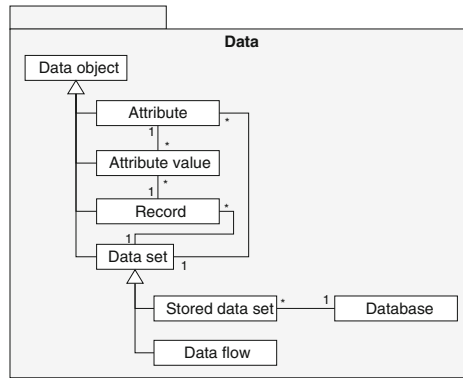 Data
Data object
Attribute
1
*
*
Attribute value
*
1
Record
*
1
Data set
1
Stored data set
*
1
Database
Data flow